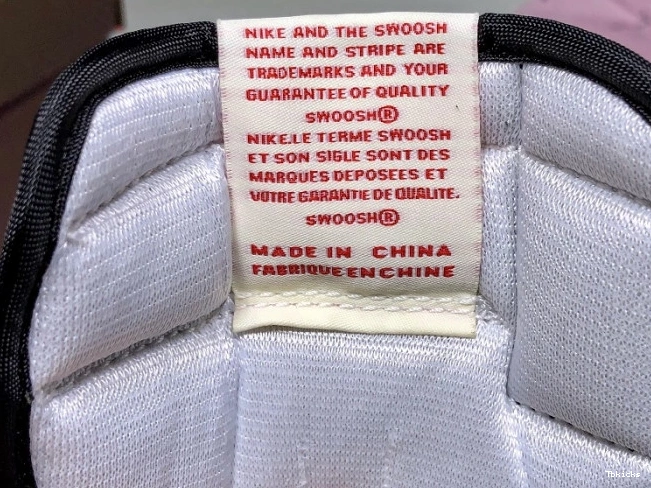 NIKE AND THE SWOOSH
NAME AND STRIPE ARE
TRADEMARKS AND YOUR
GUARANTEE OF QUALITY
SWOOSH®
NIKE.LE TERME SWOOSH
ET SON SIGLE SONT DES
MARQUES DEPOSEES ET
VOTRE GARANTIE DE QUALITE.
SWOOSH®
MADE IN CHINA
FABRIQUE EN CHINE